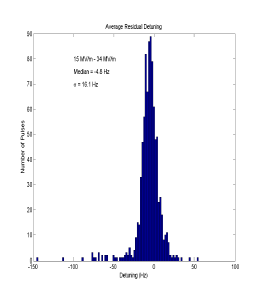 Average Residual Detuning
90
80
70
60
50
40
30
20
10
0
15 MV/m - 34 MV/m
Median = -4.8 Hz
σ = 16.1 Hz
Number of Pulses
-150
-100
-50
0
50
100
Detuning (Hz)